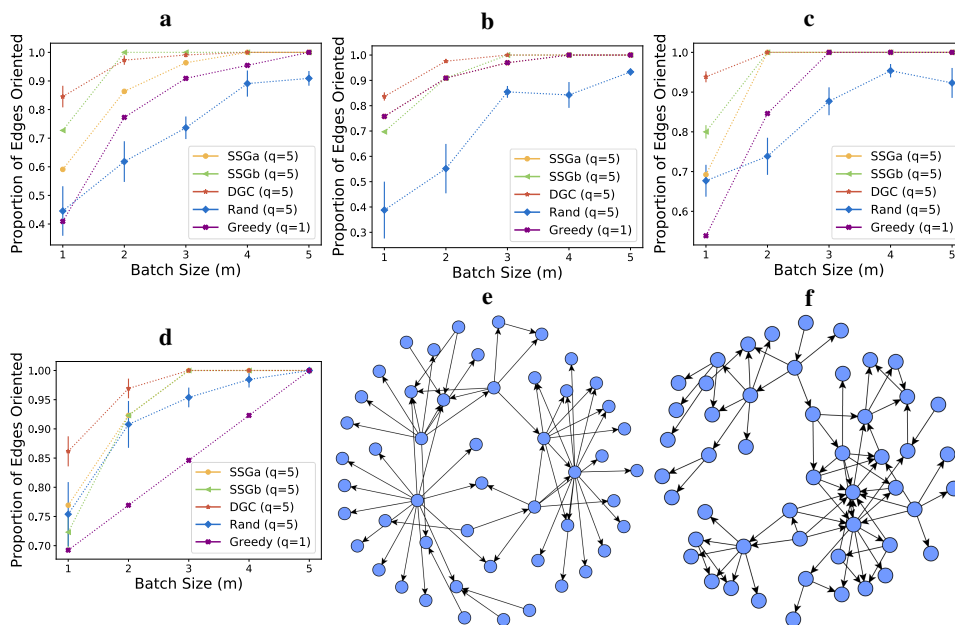 a
Proportion of Edges Oriented
1.0
0.9
0.8
0.7
0.6
0.5
0.4
SSGa (q=5)
SSGb (q=5)
DGC (q=5)
Rand (q=5)
Greedy (q=1)
1 2 3 4 5
Batch Size (m)
b
Proportion of Edges Oriented
1.0
0.9
0.8
0.7
0.6
0.5
0.4
0.3
SSGa (q=5)
SSGb (q=5)
DGC (q=5)
Rand (q=5)
Greedy (q=1)
1 2 3 4 5
Batch Size (m)
c
Proportion of Edges Oriented
1.0
0.9
0.8
0.7
0.6
SSGa (q=5)
SSGb (q=5)
DGC (q=5)
Rand (q=5)
Greedy (q=1)
1 2 3 4 5
Batch Size (m)
d
Proportion of Edges Oriented
1.00
0.95
0.90
0.85
0.80
0.75
0.70
SSGa (q=5)
SSGb (q=5)
DGC (q=5)
Rand (q=5)
Greedy (q=1)
1 2 3 4 5
Batch Size (m)
e
f